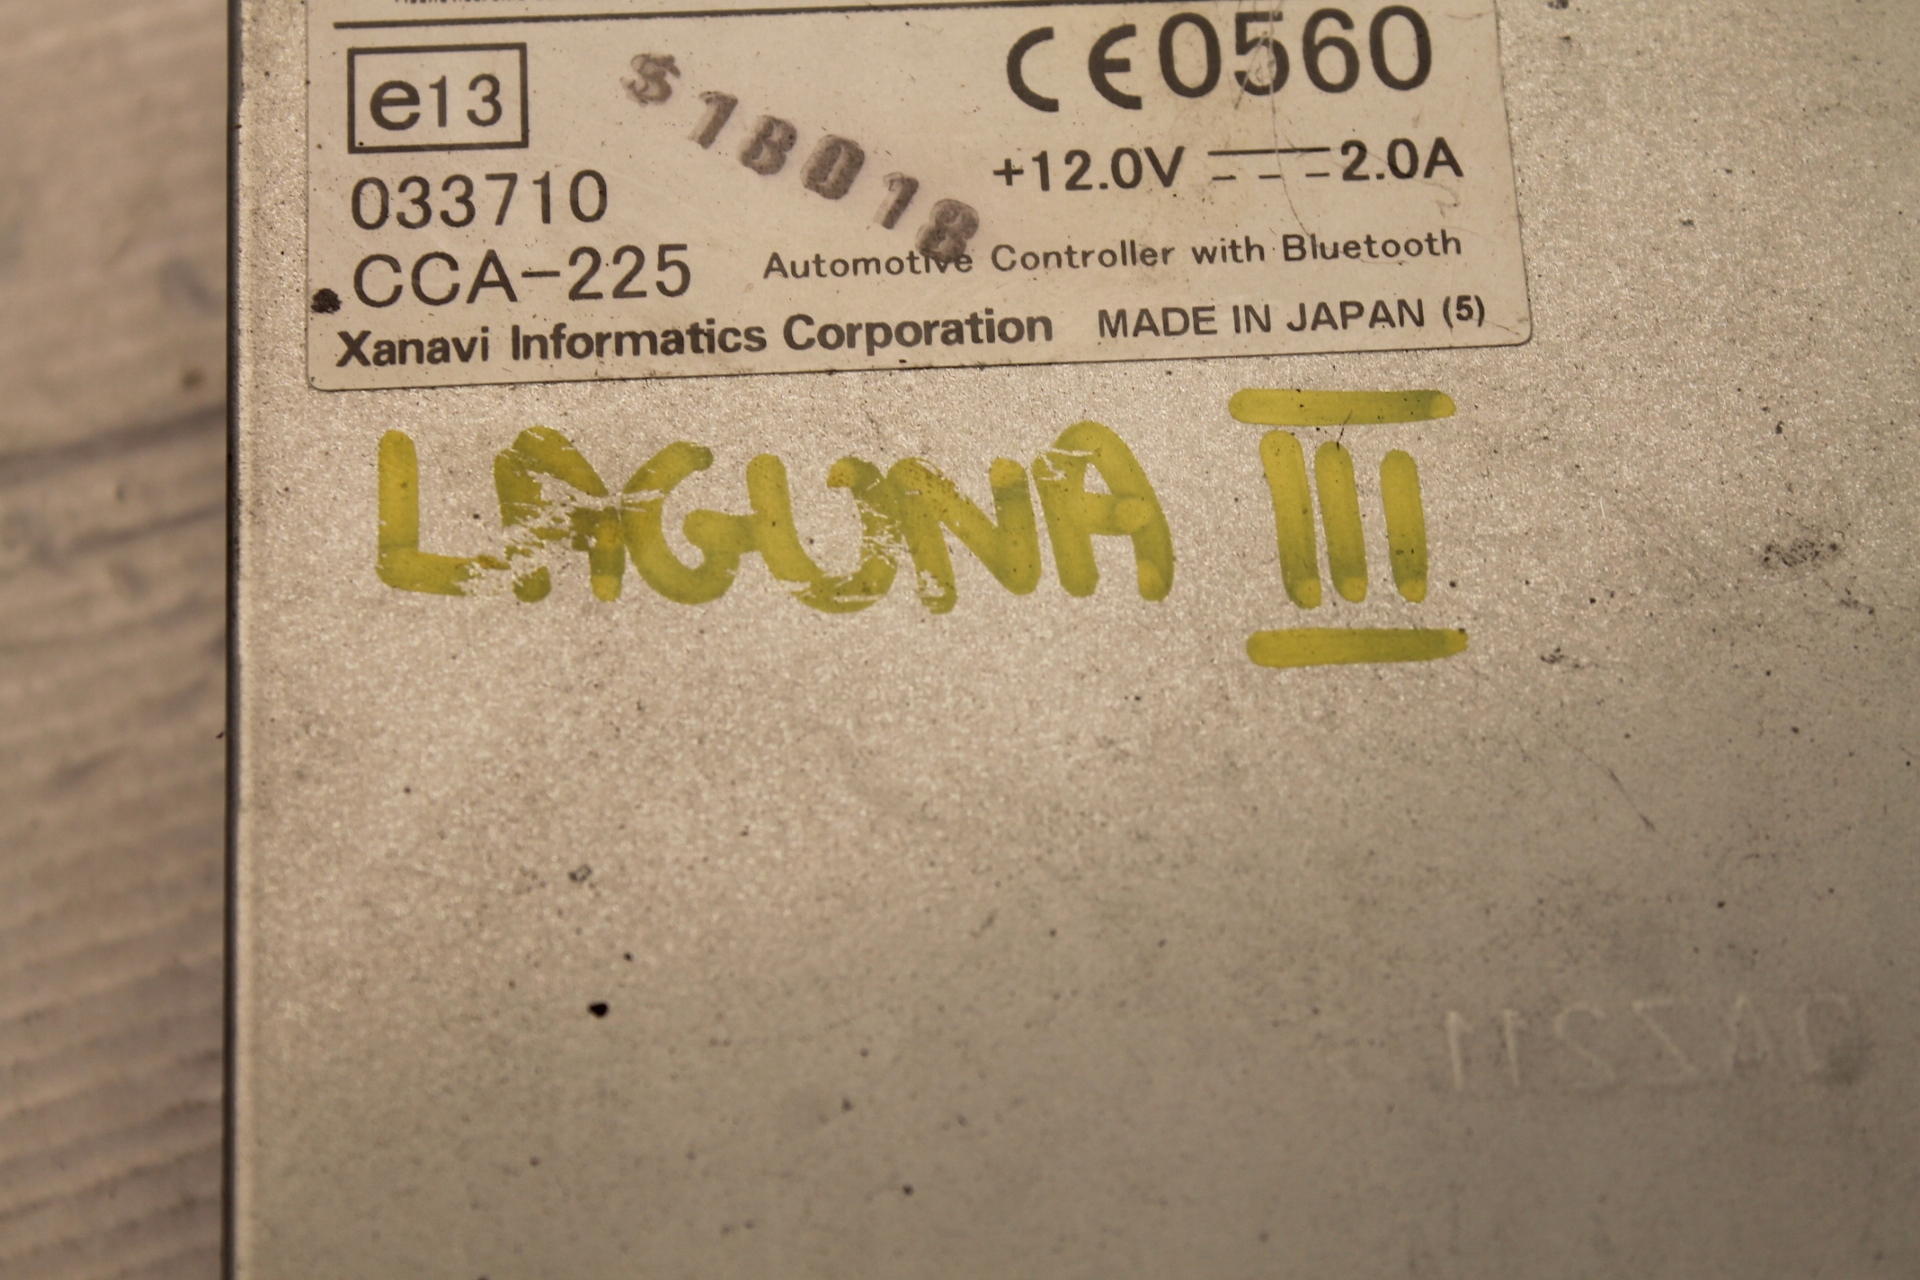 e13
CE0560
$18018
+12.0V 2.0A
033710
CCA-225
Automotive Controller with Bluetooth
Xanavi Informatics Corporation MADE IN JAPAN (5)
LAGUNA III